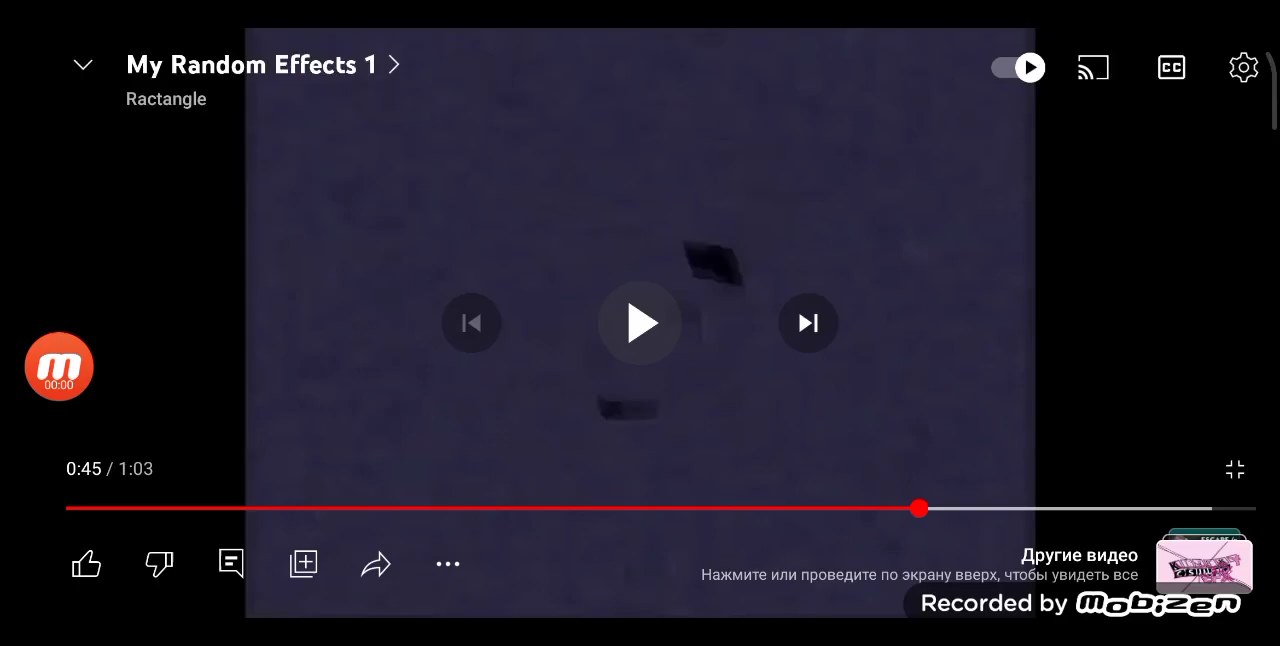 My Random Effects 1
Ractangle
CC
m
00:00
0:45 / 1:03
Другие видео
Нажмите или проведите по экрану вверх, чтобы увидеть все
Recorded by mobizen